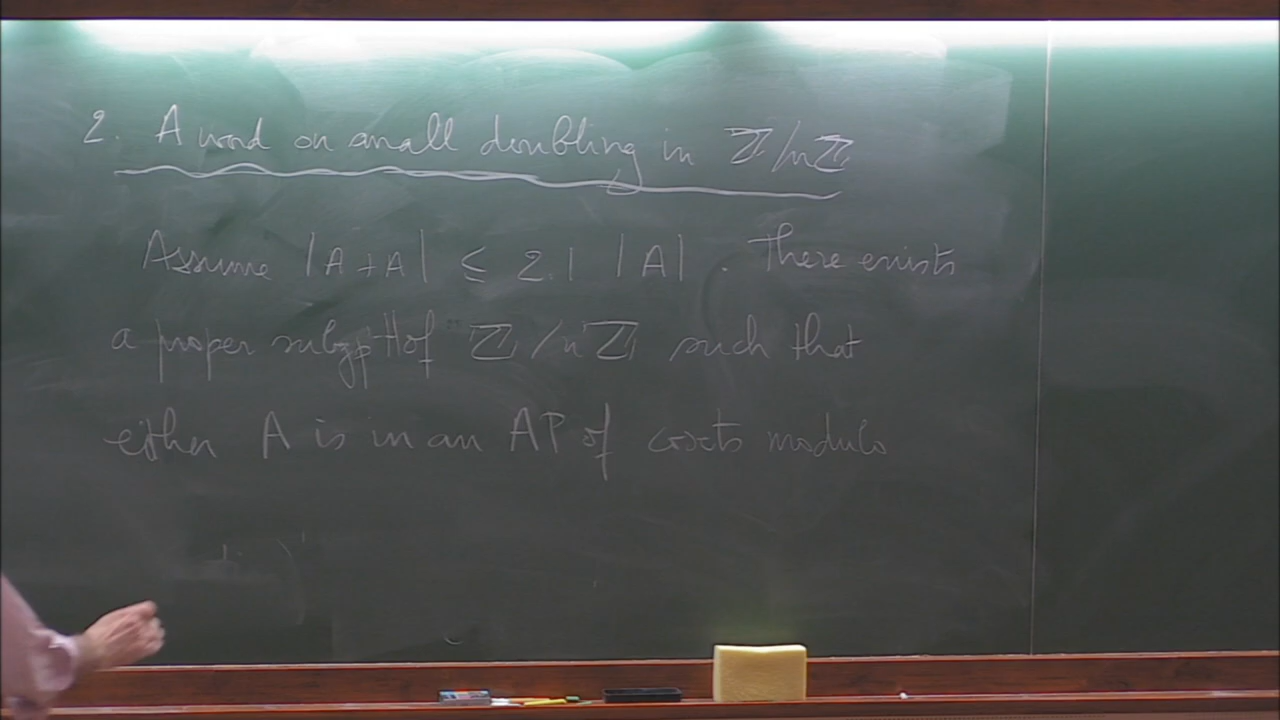 2. A word on small doubling in ℤ/nℤ
Assume |A+A| ≤ 2.1 |A|. There exists
a proper subgp H of ℤ/nℤ such that
either A is in an AP of cosets modulo